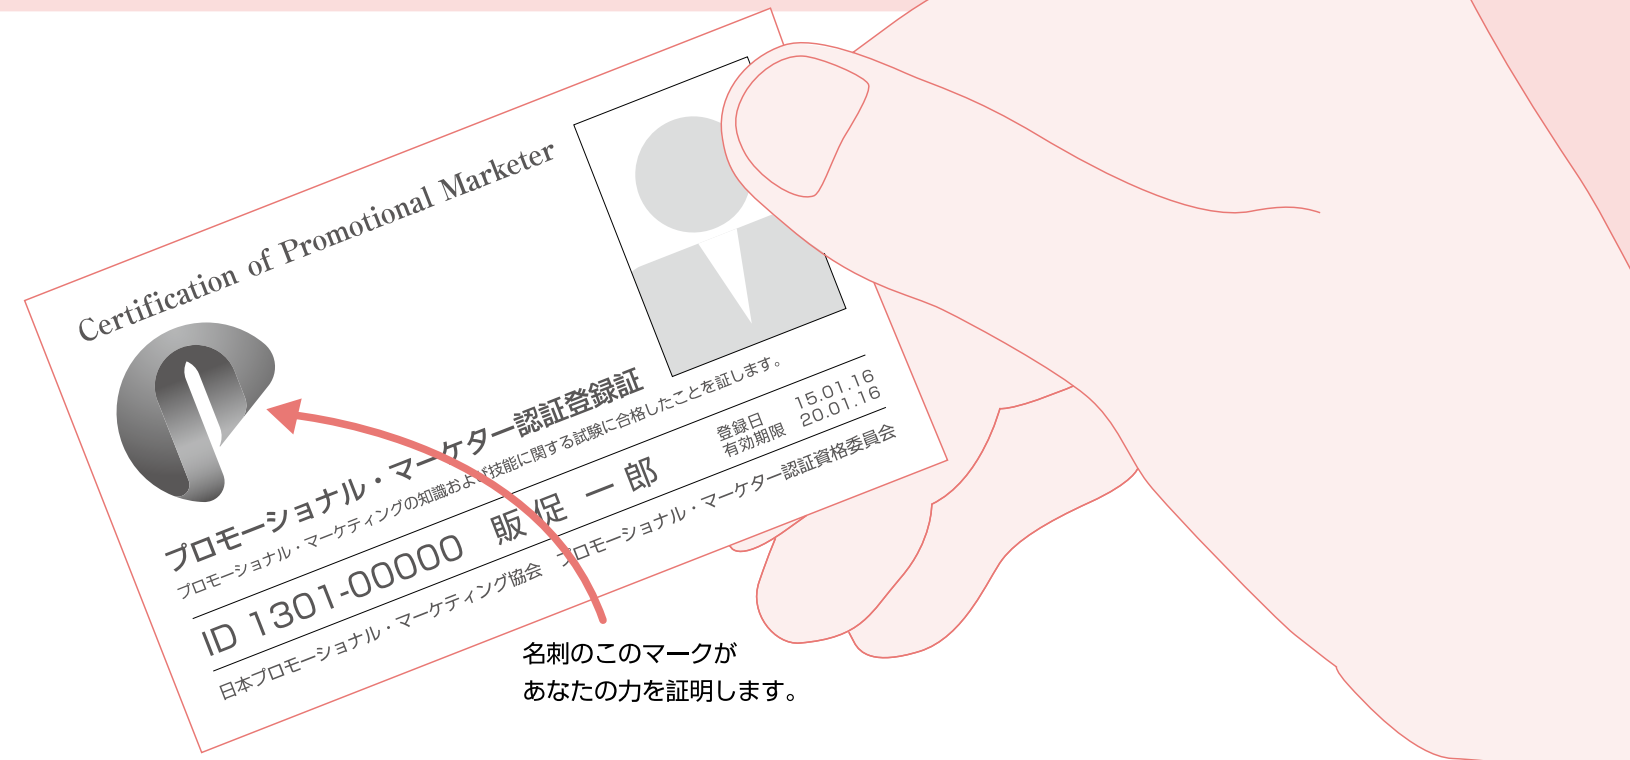 Certification of Promotional Marketer
プロモーショナル・マーケター認証登録証
プロモーショナル・マーケティングの知識および技能に関する試験に合格したことを証します。
ID 1301-00000 販促 一郎
登録日 15.01.16
有効期限 20.01.16
日本プロモーショナル・マーケティング協会 プロモーショナル・マーケター認証資格委員会
名刺のこのマークが
あなたの力を証明します。